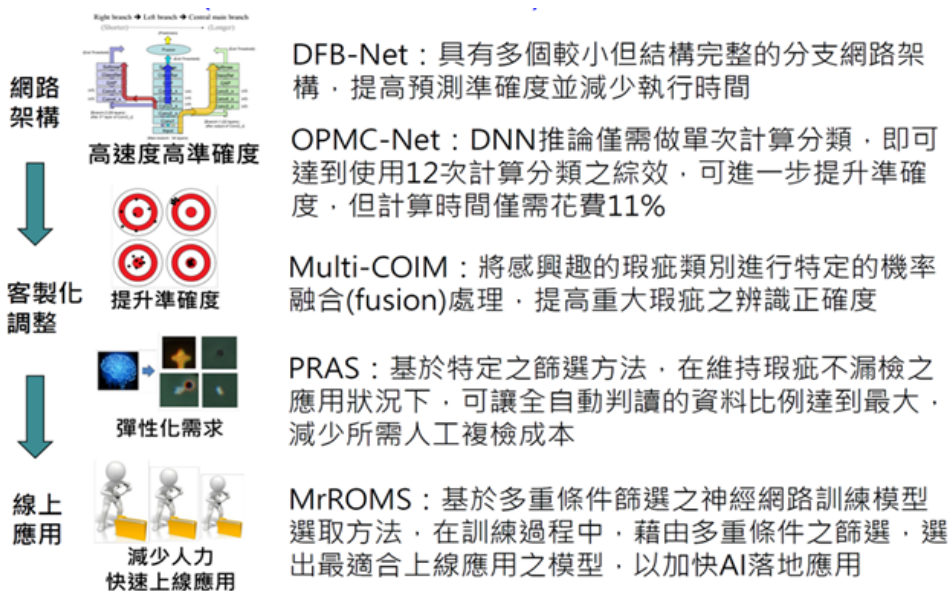 Right branch → Left branch → Central main branch
(Shorter)
(Longer)
Fusion
網路
架構
高速度高準確度
DFB-Net：具有多個較小但結構完整的分支網路架
構，提高預測準確度並減少執行時間
OPMC-Net：DNN推論僅需做單次計算分類，即可
達到使用12次計算分類之綜效，可進一步提升準確
度，但計算時間僅需花費11%
客製化
調整
提升準確度
Multi-COIM：將感興趣的瑕疵類別進行特定的機率
融合(fusion)處理，提高重大瑕疵之辨識正確度
彈性化需求
PRAS：基於特定之篩選方法，在維持瑕疵不漏檢之
應用狀況下，可讓全自動判讀的資料比例達到最大，
減少所需人工複檢成本
線上
應用
減少人力
快速上線應用
MrROMS：基於多重條件篩選之神經網路訓練模型
選取方法，在訓練過程中，藉由多重條件之篩選，選
出最適合上線應用之模型，以加快AI落地應用